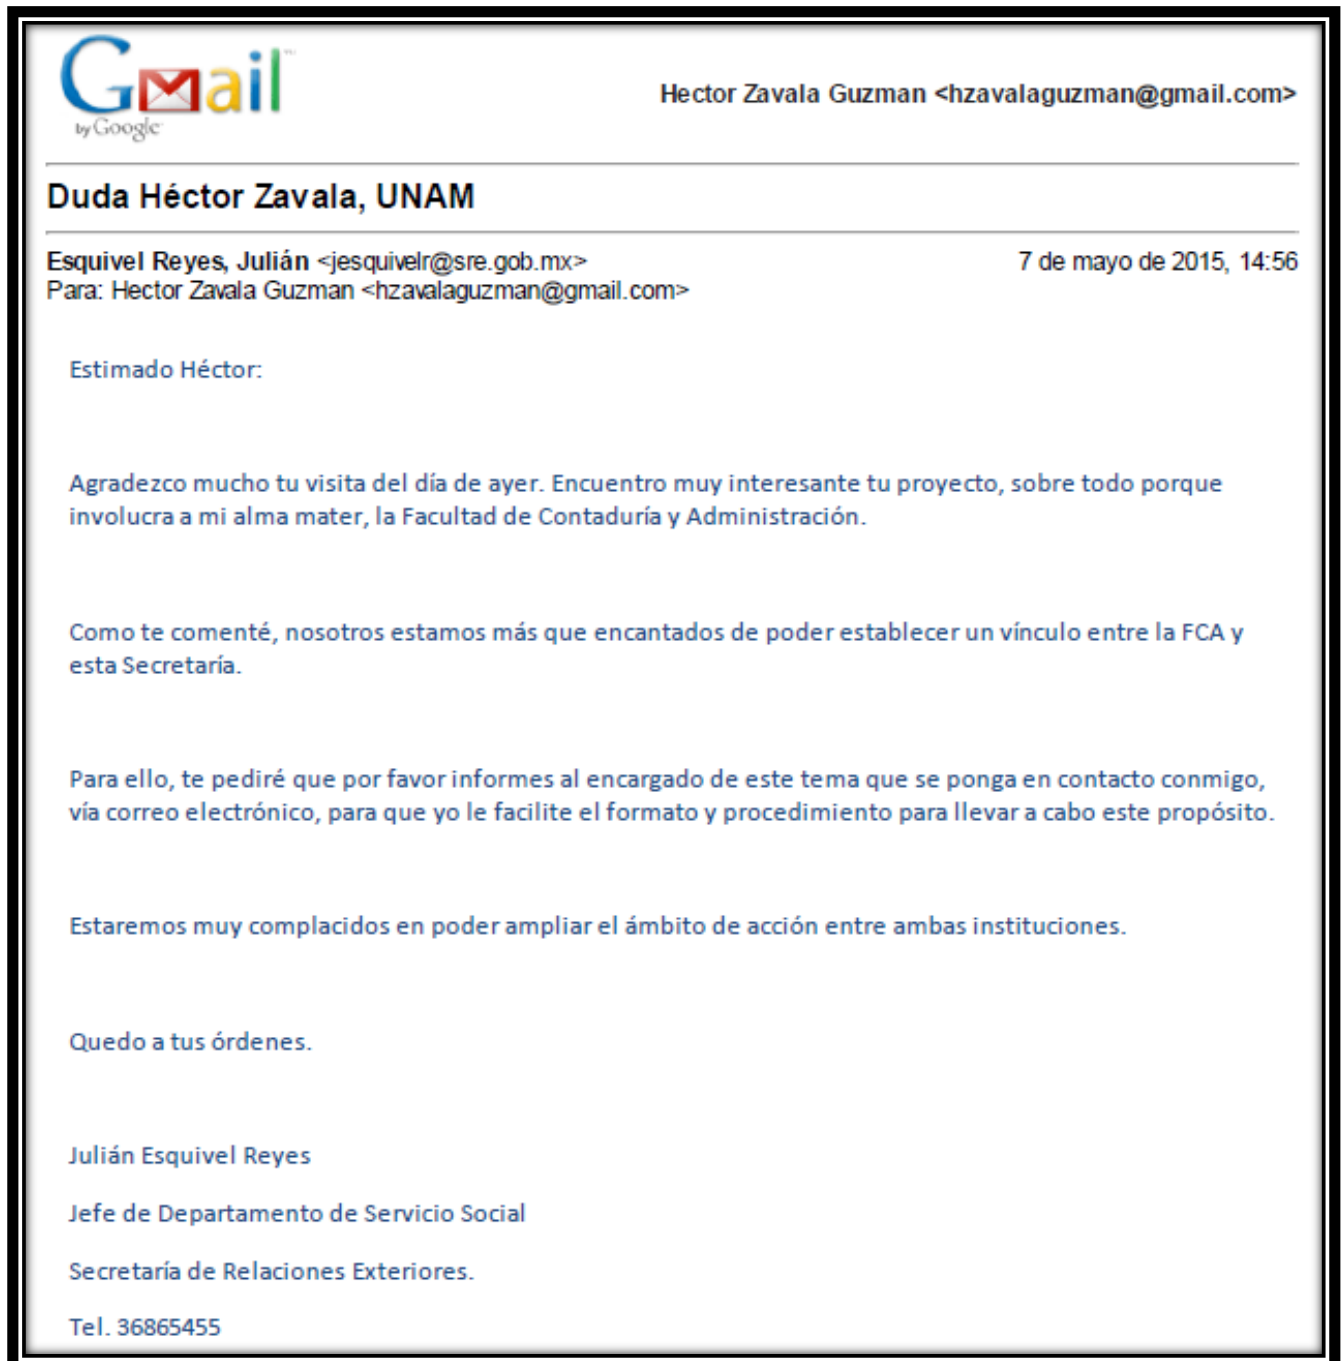 Gmail
by Google
Hector Zavala Guzman <hzavalaguzman@gmail.com>
Duda Héctor Zavala, UNAM
Esquivel Reyes, Julián <jesquivelr@sre.gob.mx> 7 de mayo de 2015, 14:56
Para: Hector Zavala Guzman <hzavalaguzman@gmail.com>
Estimado Héctor:
Agradezco mucho tu visita del día de ayer. Encuentro muy interesante tu proyecto, sobre todo porque
involucra a mi alma mater, la Facultad de Contaduría y Administración.
Como te comenté, nosotros estamos más que encantados de poder establecer un vínculo entre la FCA y
esta Secretaría.
Para ello, te pediré que por favor informes al encargado de este tema que se ponga en contacto conmigo,
vía correo electrónico, para que yo le facilite el formato y procedimiento para llevar a cabo este propósito.
Estaremos muy complacidos en poder ampliar el ámbito de acción entre ambas instituciones.
Quedo a tus órdenes.
Julián Esquivel Reyes
Jefe de Departamento de Servicio Social
Secretaría de Relaciones Exteriores.
Tel. 36865455